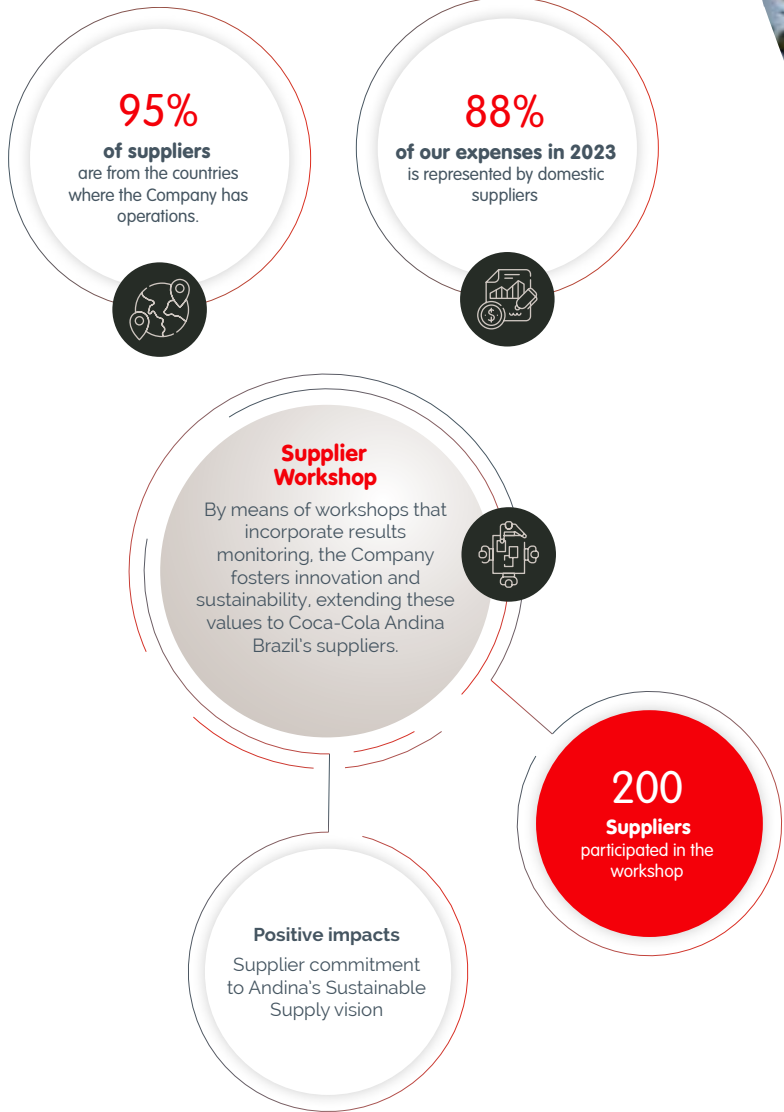 95%
of suppliers
are from the countries
where the Company has
operations.
88%
of our expenses in 2023
is represented by domestic
suppliers
Supplier
Workshop
By means of workshops that
incorporate results
monitoring, the Company
fosters innovation and
sustainability, extending these
values to Coca-Cola Andina
Brazil's suppliers.
200
Suppliers
participated in the
workshop
Positive impacts
Supplier commitment
to Andina's Sustainable
Supply vision